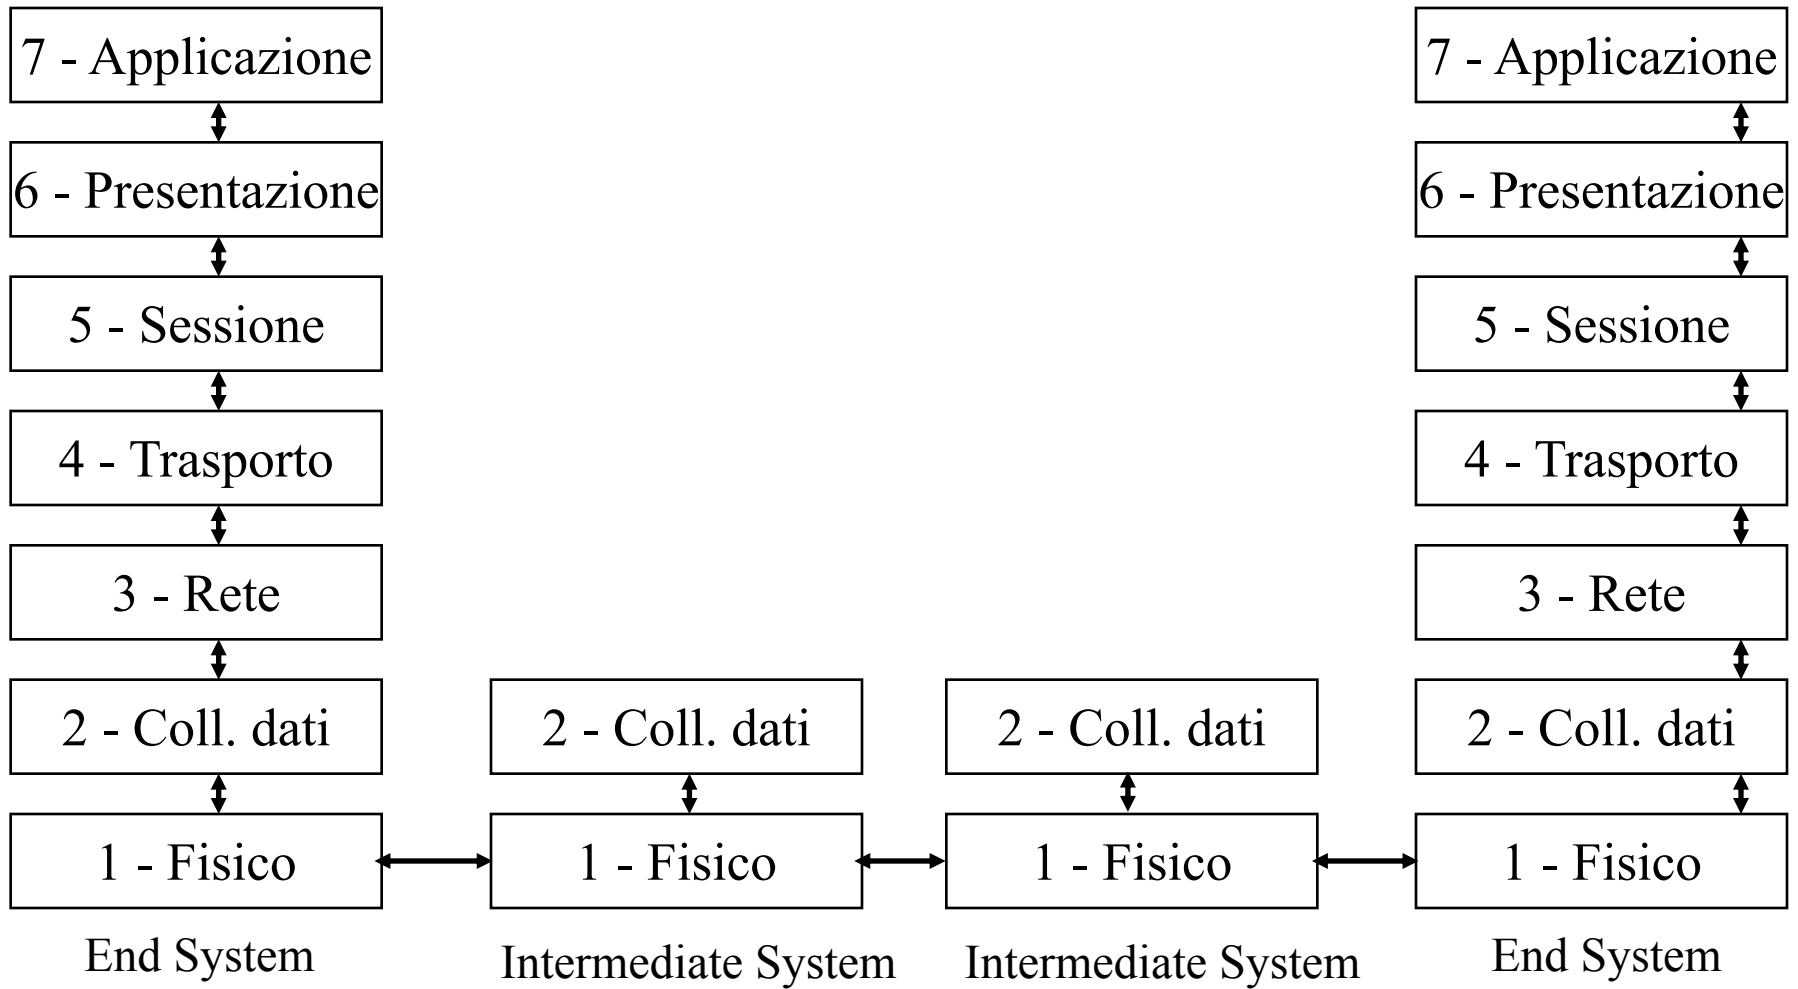 7 - Applicazione
7 - Applicazione
6 - Presentazione
6 - Presentazione
5 - Sessione
5 - Sessione
4 - Trasporto
4 - Trasporto
3 - Rete
3 - Rete
2 - Coll. dati
2 - Coll. dati
2 - Coll. dati
2 - Coll. dati
1 - Fisico
1 - Fisico
1 - Fisico
1 - Fisico
End System
Intermediate System
Intermediate System
End System